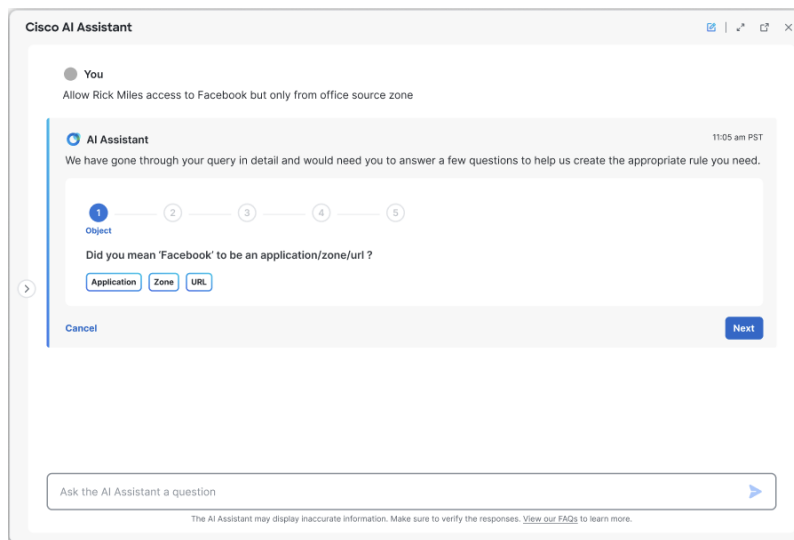 Cisco AI Assistant
You
Allow Rick Miles access to Facebook but only from office source zone
AI Assistant
11:05 am PST
We have gone through your query in detail and would need you to answer a few questions to help us create the appropriate rule you need.
1 2 3 4 5
Object
Did you mean ‘Facebook’ to be an application/zone/url ?
Application Zone URL
Cancel Next
Ask the AI Assistant a question
The AI Assistant may display inaccurate information. Make sure to verify the responses. View our FAQs to learn more.